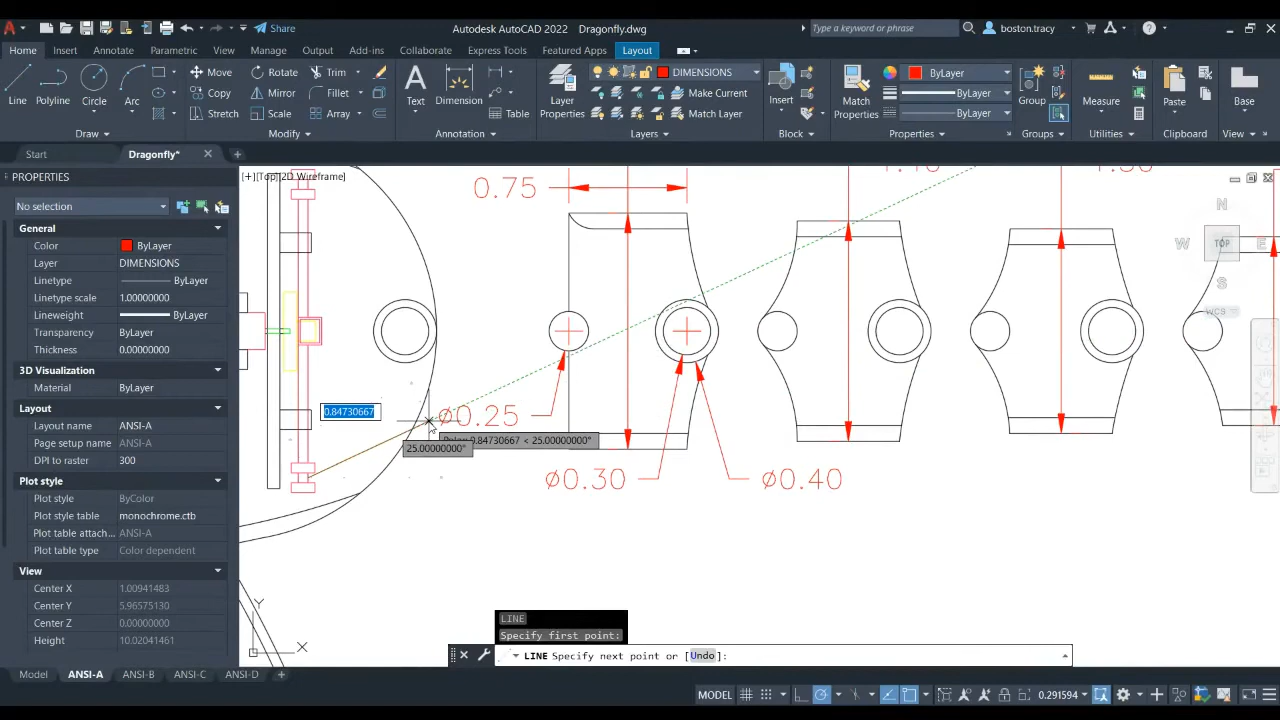 Share
Autodesk AutoCAD 2022 Dragonfly.dwg
Type a keyword or phrase
boston.tracy
Home Insert Annotate Parametric View Manage Output Add-ins Collaborate Express Tools Featured Apps Layout
Line Polyline Circle Arc
Move Rotate Trim
Copy Mirror Fillet
Stretch Scale Array
Text Dimension Table
Layer Properties
DIMENSIONS
Make Current
Match Layer
Insert
Match Properties
ByLayer
ByLayer
ByLayer
Group
Measure
Paste
Base
Draw Modify Annotation Layers Block Properties Groups Utilities Clipboard View
Start Dragonfly*
PROPERTIES
No selection
General
Color ByLayer
Layer DIMENSIONS
Linetype ByLayer
Linetype scale 1.00000000
Lineweight ByLayer
Transparency ByLayer
Thickness 0.00000000
3D Visualization
Material ByLayer
Layout
Layout name ANSI-A
Page setup name ANSI-A
DPI to raster 300
Plot style
Plot style ByColor
Plot style table monochrome.ctb
Plot table attach... ANSI-A
Plot table type Color dependent
View
Center X 1.00941483
Center Y 5.96575130
Center Z 0.00000000
Height 10.02041461
[+][Top][2D Wireframe]
0.75
N
W TOP E
S
WCS
0.84730667
ø0.25
Polar: 0.84730667 < 25.00000000°
25.00000000°
ø0.30
ø0.40
Y
X
LINE
Specify first point:
LINE Specify next point or [Undo]:
Model ANSI-A ANSI-B ANSI-C ANSI-D
MODEL 0.291594